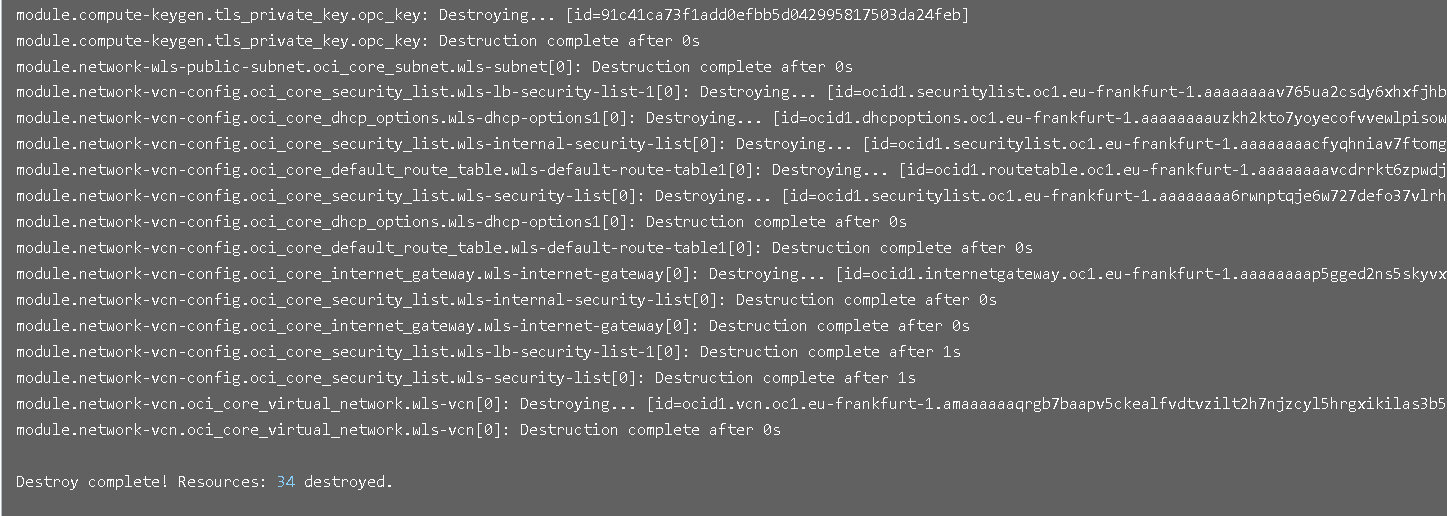 module.compute-keygen.tls_private_key.opc_key: Destroying... [id=91c41ca73f1add0efbb5d042995817503da24feb]
module.compute-keygen.tls_private_key.opc_key: Destruction complete after 0s
module.network-wls-public-subnet.oci_core_subnet.wls-subnet[0]: Destruction complete after 0s
module.network-vcn-config.oci_core_security_list.wls-lb-security-list-1[0]: Destroying... [id=ocid1.securitylist.oc1.eu-frankfurt-1.aaaaaaaav765ua2csdy6xhxfjhb
module.network-vcn-config.oci_core_dhcp_options.wls-dhcp-options1[0]: Destroying... [id=ocid1.dhcpoptions.oc1.eu-frankfurt-1.aaaaaaaauzkh2kto7yoyecofvvewlpisow
module.network-vcn-config.oci_core_security_list.wls-internal-security-list[0]: Destroying... [id=ocid1.securitylist.oc1.eu-frankfurt-1.aaaaaaaacfyqhniav7ftomg
module.network-vcn-config.oci_core_default_route_table.wls-default-route-table1[0]: Destroying... [id=ocid1.routetable.oc1.eu-frankfurt-1.aaaaaaaavcdrrkt6zpwdj
module.network-vcn-config.oci_core_security_list.wls-security-list[0]: Destroying... [id=ocid1.securitylist.oc1.eu-frankfurt-1.aaaaaaaa6rwnptqje6w727defo37vlrh
module.network-vcn-config.oci_core_dhcp_options.wls-dhcp-options1[0]: Destruction complete after 0s
module.network-vcn-config.oci_core_default_route_table.wls-default-route-table1[0]: Destruction complete after 0s
module.network-vcn-config.oci_core_internet_gateway.wls-internet-gateway[0]: Destroying... [id=ocid1.internetgateway.oc1.eu-frankfurt-1.aaaaaaaap5gged2ns5skyvx
module.network-vcn-config.oci_core_security_list.wls-internal-security-list[0]: Destruction complete after 0s
module.network-vcn-config.oci_core_internet_gateway.wls-internet-gateway[0]: Destruction complete after 0s
module.network-vcn-config.oci_core_security_list.wls-lb-security-list-1[0]: Destruction complete after 1s
module.network-vcn-config.oci_core_security_list.wls-security-list[0]: Destruction complete after 1s
module.network-vcn.oci_core_virtual_network.wls-vcn[0]: Destroying... [id=ocid1.vcn.oc1.eu-frankfurt-1.amaaaaaaqrgb7baapv5ckealfvdtvzilt2h7njzcyl5hrgxikilas3b5
module.network-vcn.oci_core_virtual_network.wls-vcn[0]: Destruction complete after 0s
Destroy complete! Resources: 34 destroyed.